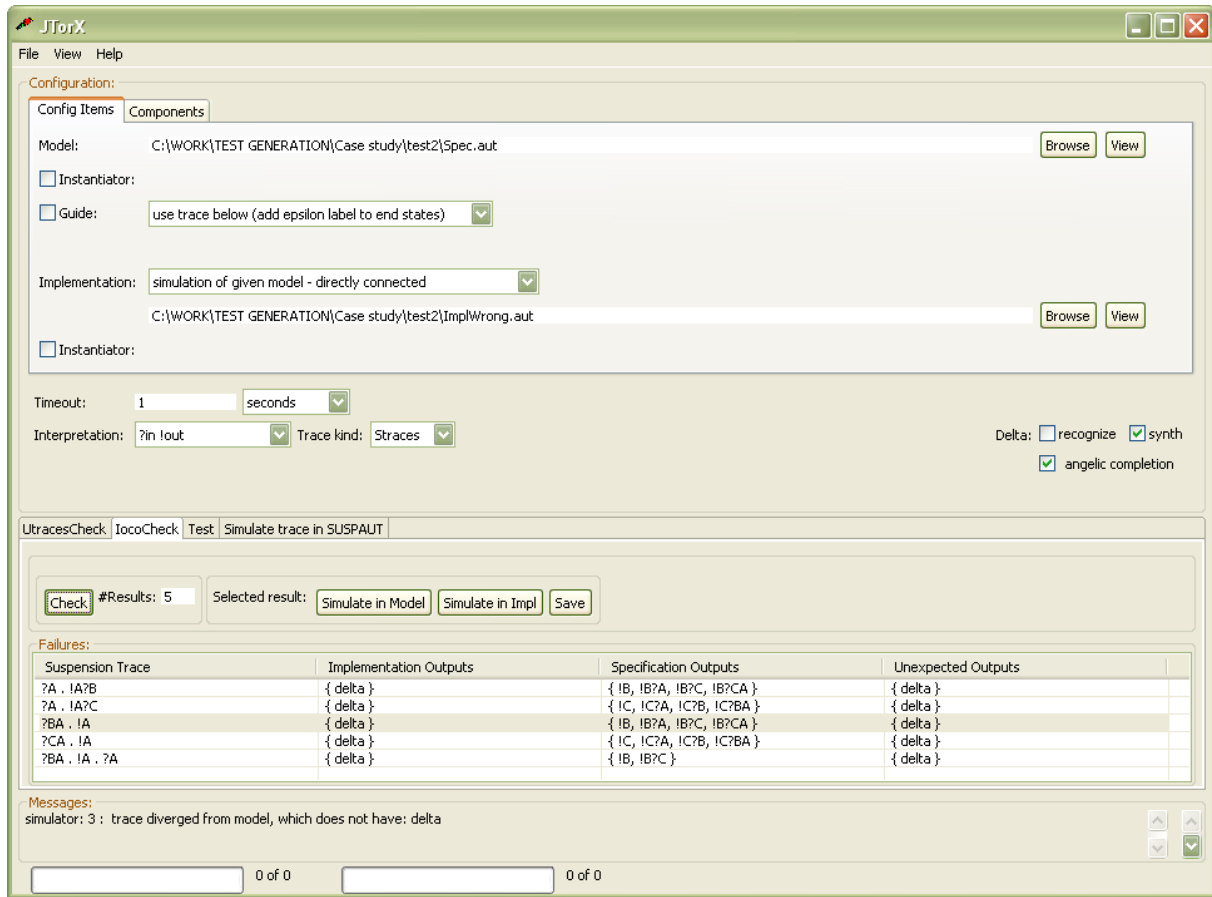 JTorX
File View Help
Configuration:
Config Items Components
Model: C:\WORK\TEST GENERATION\Case study\test2\Spec.aut Browse View
Instantiator:
Guide: use trace below (add epsilon label to end states)
Implementation: simulation of given model - directly connected
C:\WORK\TEST GENERATION\Case study\test2\ImplWrong.aut Browse View
Instantiator:
Timeout: 1 seconds
Interpretation: ?in !out Trace kind: Straces Delta: recognize synth
angelic completion
UtracesCheck IocoCheck Test Simulate trace in SUSPAUT
Check #Results: 5 Selected result: Simulate in Model Simulate in Impl Save
Failures:
Suspension Trace Implementation Outputs Specification Outputs Unexpected Outputs
?A . !A?B { delta } { !B, !B?A, !B?C, !B?CA } { delta }
?A . !A?C { delta } { !C, !C?A, !C?B, !C?BA } { delta }
?BA . !A { delta } { !B, !B?A, !B?C, !B?CA } { delta }
?CA . !A { delta } { !C, !C?A, !C?B, !C?BA } { delta }
?BA . !A . ?A { delta } { !B, !B?C } { delta }
Messages:
simulator: 3 : trace diverged from model, which does not have: delta
0 of 0 0 of 0